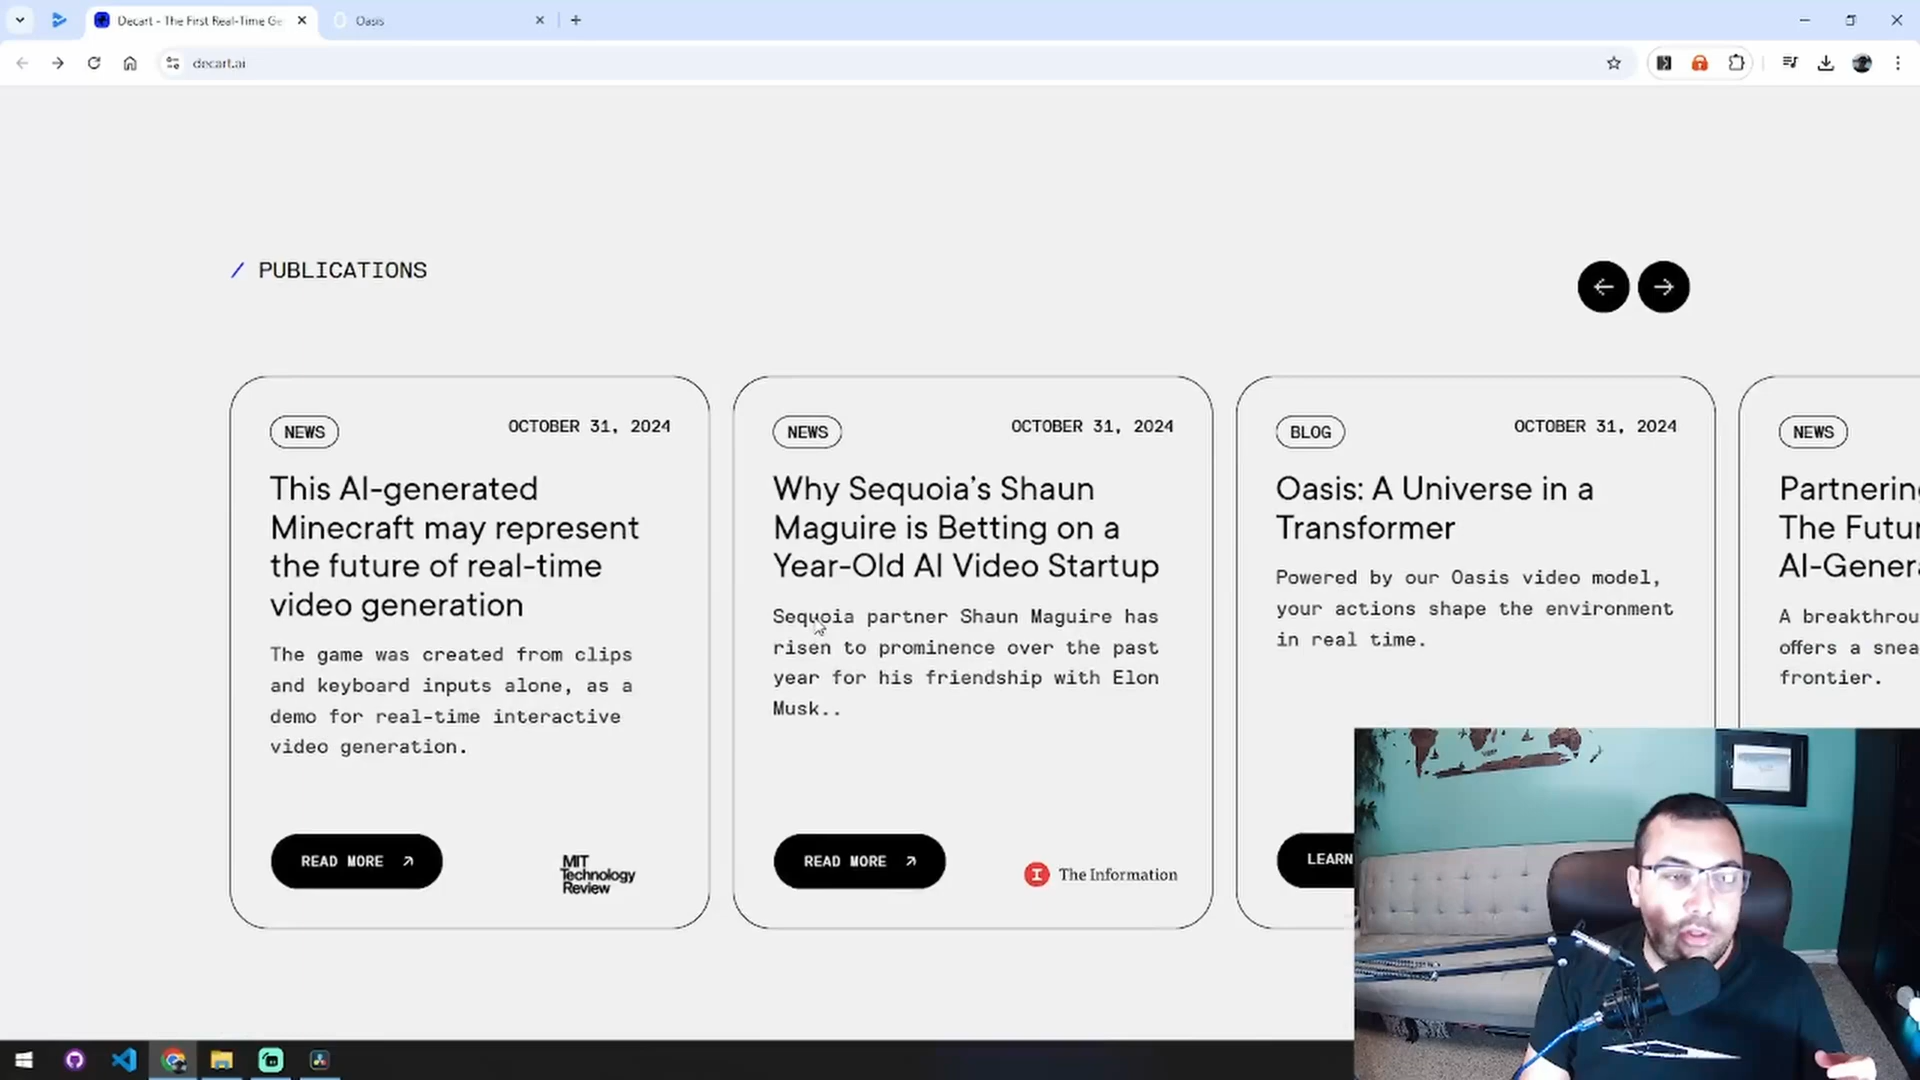 Decart - The First Real-Time Ge
Oasis
decart.ai
/ PUBLICATIONS
NEWS
OCTOBER 31, 2024
This AI-generated
Minecraft may represent
the future of real-time
video generation
The game was created from clips
and keyboard inputs alone, as a
demo for real-time interactive
video generation.
READ MORE
MIT
Technology
Review
NEWS
OCTOBER 31, 2024
Why Sequoia’s Shaun
Maguire is Betting on a
Year-Old AI Video Startup
Sequoia partner Shaun Maguire has
risen to prominence over the past
year for his friendship with Elon
Musk..
READ MORE
The Information
BLOG
OCTOBER 31, 2024
Oasis: A Universe in a
Transformer
Powered by our Oasis video model,
your actions shape the environment
in real time.
LEARN
NEWS
Partnerin
The Futur
AI-Genera
A breakthrou
offers a snea
frontier.